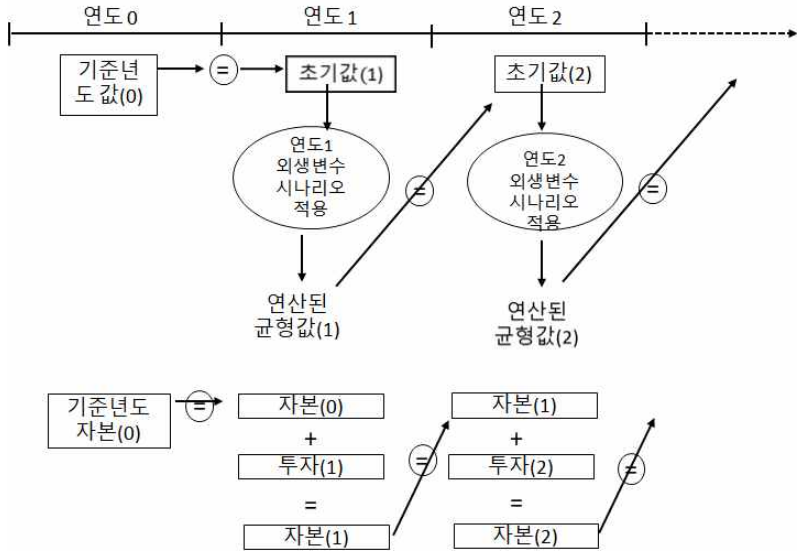 연도 0 연도 1 연도 2
기준년
도 값(0)
=
초기값(1)
초기값(2)
연도1
외생변수
시나리오
적용
=
연도2
외생변수
시나리오
적용
=
연산된
균형값(1)
연산된
균형값(2)
기준년도
자본(0)
=
자본(0)
+
투자(1)
=
자본(1)
=
자본(1)
+
투자(2)
=
자본(2)
=